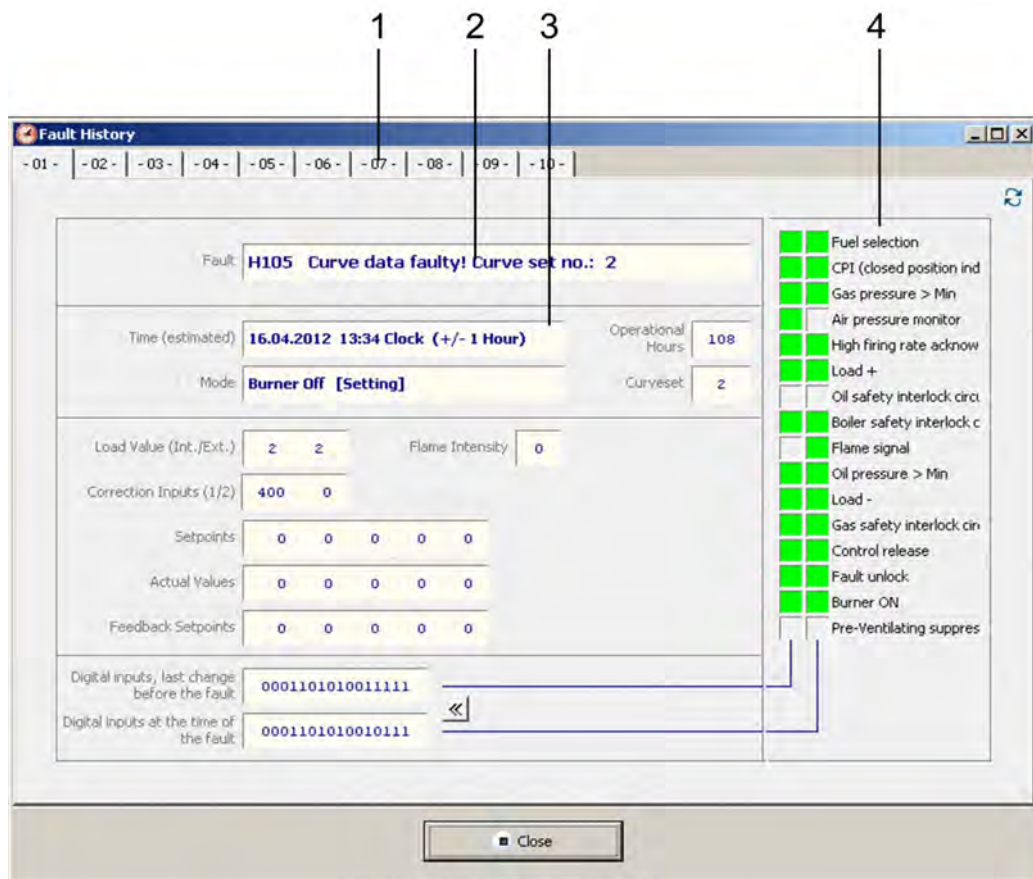 1 2 3 4
Fault History
- 01 - - 02 - - 03 - - 04 - - 05 - - 06 - - 07 - - 08 - - 09 - - 10 -
Fault H105 Curve data faulty! Curve set no.: 2
Time (estimated) 16.04.2012 13:34 Clock (+/- 1 Hour) Operational Hours 108
Mode Burner Off [Setting] Curveset 2
Load Value (Int./Ext.) 2 2 Flame Intensity 0
Correction Inputs (1/2) 400 0
Setpoints 0 0 0 0 0
Actual Values 0 0 0 0 0
Feedback Setpoints 0 0 0 0 0
Digital inputs, last change before the fault 0001101010011111
Digital inputs at the time of the fault 0001101010010111
Fuel selection
CPI (closed position ind
Gas pressure > Min
Air pressure monitor
High firing rate acknow
Load +
Oil safety interlock circu
Boiler safety interlock c
Flame signal
Oil pressure > Min
Load -
Gas safety interlock circ
Control release
Fault unlock
Burner ON
Pre-Ventilating suppres
Close